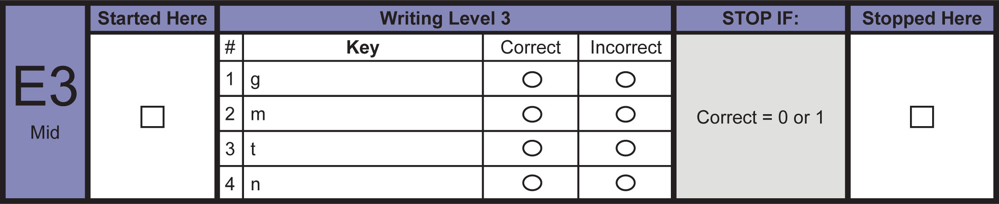 E3
Mid
Started Here
Writing Level 3
# Key Correct Incorrect
1 g
2 m
3 t
4 n
STOP IF:
Correct = 0 or 1
Stopped Here